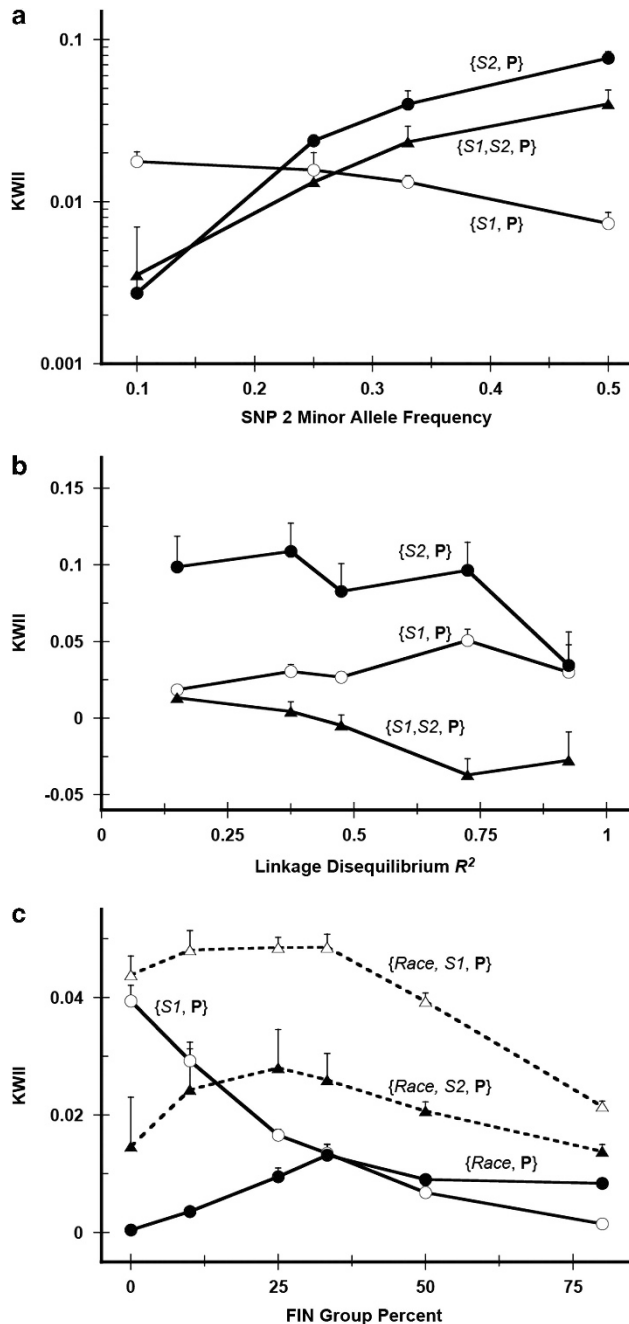 a
0.1
{S2, P}
{S1,S2, P}
KWII
0.01
{S1, P}
0.001
0.1 0.2 0.3 0.4 0.5
SNP 2 Minor Allele Frequency
b
0.15
{S2, P}
0.1
KWII
{S1, P}
0.05
0
{S1,S2, P}
-0.05
0 0.25 0.5 0.75 1
Linkage Disequilibrium R²
c
{Race, S1, P}
0.04
{S1, P}
KWII
{Race, S2, P}
0.02
{Race, P}
0
0 25 50 75
FIN Group Percent